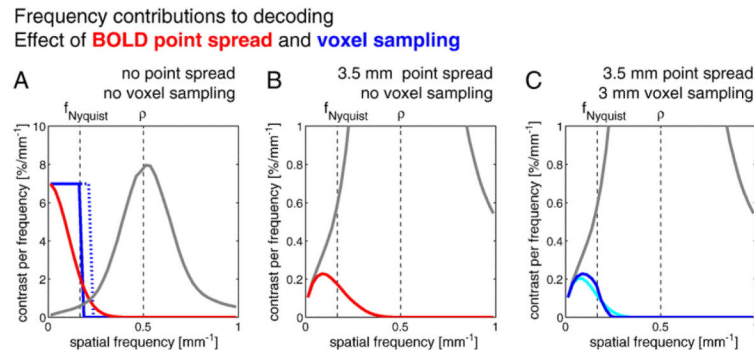 Frequency contributions to decoding
Effect of BOLD point spread and voxel sampling
A
no point spread
no voxel sampling
f_Nyquist ρ
contrast per frequency [%/mm⁻¹]
10
8
6
4
2
0
0 0.5 1
spatial frequency [mm⁻¹]
B
3.5 mm point spread
no voxel sampling
f_Nyquist ρ
contrast per frequency [%/mm⁻¹]
1
0.8
0.6
0.4
0.2
0
0 0.5 1
spatial frequency [mm⁻¹]
C
3.5 mm point spread
3 mm voxel sampling
f_Nyquist ρ
contrast per frequency [%/mm⁻¹]
1
0.8
0.6
0.4
0.2
0
0 0.5 1
spatial frequency [mm⁻¹]